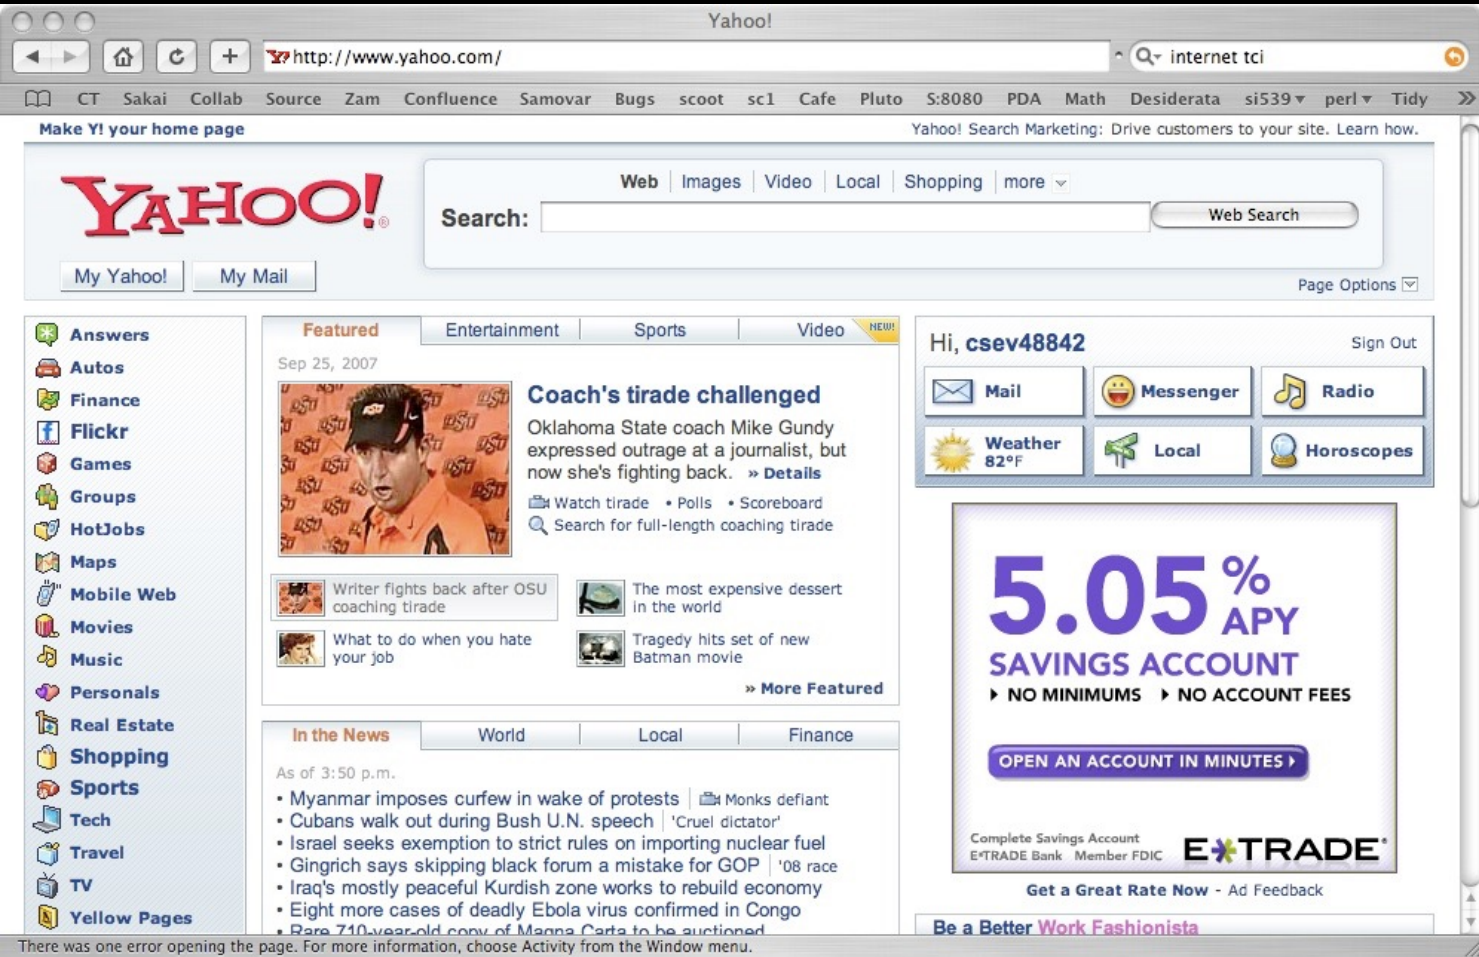 Yahoo!
http://www.yahoo.com/
internet tci
CT Sakai Collab Source Zam Confluence Samovar Bugs scoot sc1 Cafe Pluto S:8080 PDA Math Desiderata si539 perl Tidy
Make Y! your home page
Yahoo! Search Marketing: Drive customers to your site. Learn how.
YAHOO!
Web Images Video Local Shopping more
Search:
Web Search
My Yahoo! My Mail
Page Options
Answers
Autos
Finance
Flickr
Games
Groups
HotJobs
Maps
Mobile Web
Movies
Music
Personals
Real Estate
Shopping
Sports
Tech
Travel
TV
Yellow Pages
Featured Entertainment Sports Video NEW!
Sep 25, 2007
Coach's tirade challenged
Oklahoma State coach Mike Gundy
expressed outrage at a journalist, but
now she's fighting back. » Details
Watch tirade • Polls • Scoreboard
Search for full-length coaching tirade
Writer fights back after OSU
coaching tirade
The most expensive dessert
in the world
What to do when you hate
your job
Tragedy hits set of new
Batman movie
» More Featured
In the News World Local Finance
As of 3:50 p.m.
• Myanmar imposes curfew in wake of protests | Monks defiant
• Cubans walk out during Bush U.N. speech | 'Cruel dictator'
• Israel seeks exemption to strict rules on importing nuclear fuel
• Gingrich says skipping black forum a mistake for GOP | '08 race
• Iraq's mostly peaceful Kurdish zone works to rebuild economy
• Eight more cases of deadly Ebola virus confirmed in Congo
• Rare 710-year-old copy of Magna Carta to be auctioned
Hi, csev48842
Sign Out
Mail Messenger Radio
Weather
82°F
Local Horoscopes
5.05%
APY
SAVINGS ACCOUNT
NO MINIMUMS NO ACCOUNT FEES
OPEN AN ACCOUNT IN MINUTES
Complete Savings Account
E*TRADE Bank Member FDIC
E*TRADE®
Get a Great Rate Now - Ad Feedback
Be a Better Work Fashionista
There was one error opening the page. For more information, choose Activity from the Window menu.